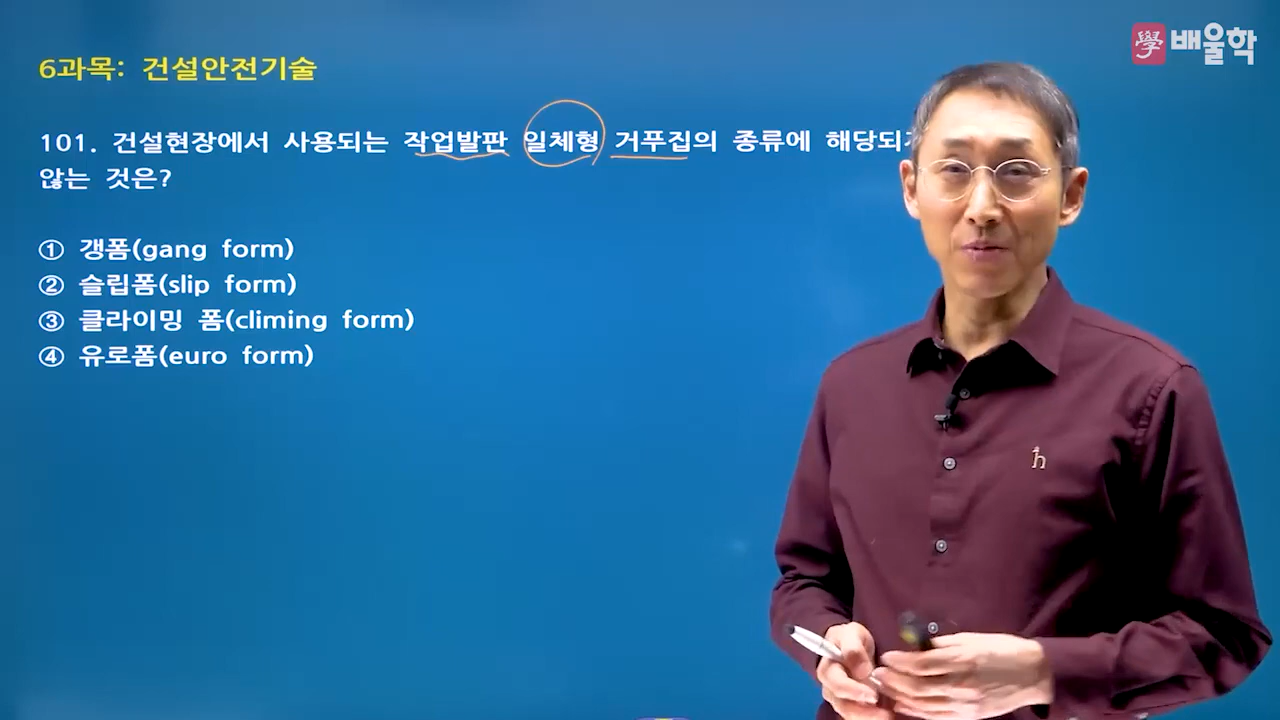 學 배울학
6과목: 건설안전기술
101. 건설현장에서 사용되는 작업발판 일체형 거푸집의 종류에 해당되
않는 것은?
① 갱폼(gang form)
② 슬립폼(slip form)
③ 클라이밍 폼(climing form)
④ 유로폼(euro form)